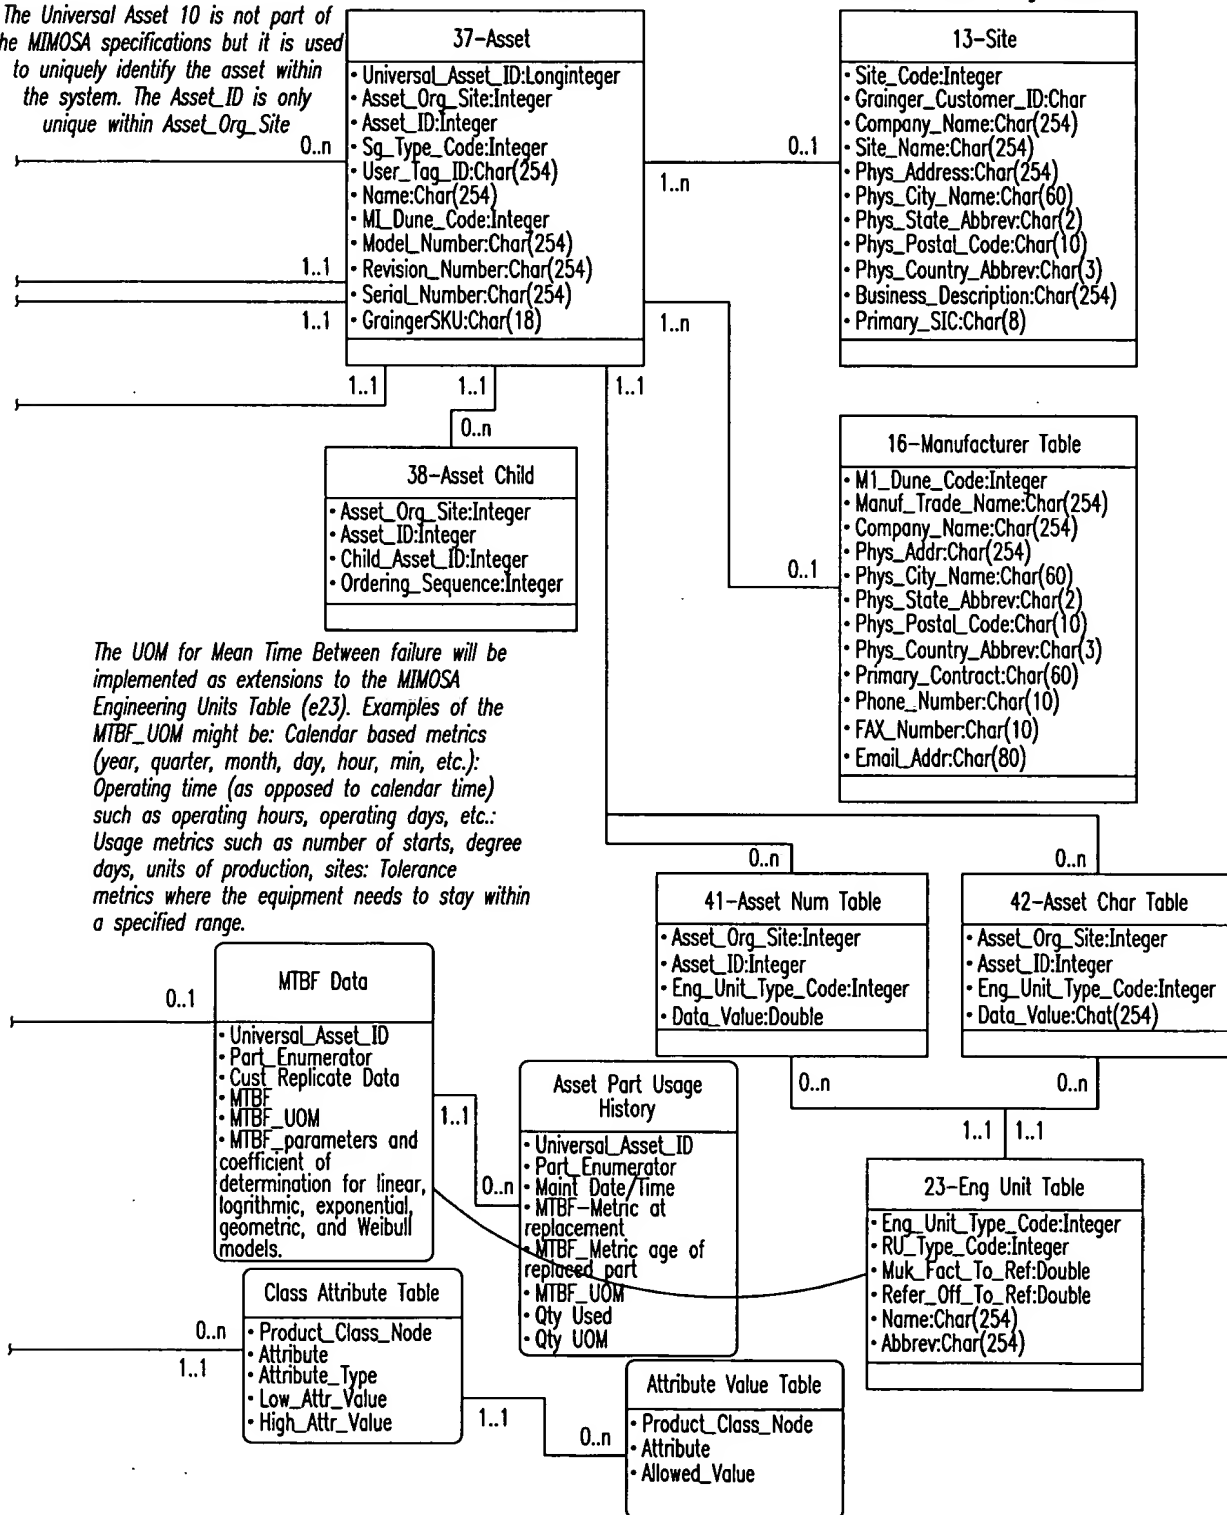 The Universal Asset 10 is not part of
he MIMOSA specifications but it is used
to uniquely identify the asset within
the system. The Asset_ID is only
unique within Asset_Org_Site
0..n
1..1
1..1
37-Asset
• Universal_Asset_ID:Longinteger
• Asset_Org_Site:Integer
• Asset_ID:Integer
• Sg_Type_Code:Integer
• User_Tag_ID:Char(254)
• Name:Char(254)
• MI_Dune_Code:Integer
• Model_Number:Char(254)
• Revision_Number:Char(254)
• Serial_Number:Char(254)
• GraingerSKU:Char(18)
0..1
1..n
1..n
13-Site
• Site_Code:Integer
• Grainger_Customer_ID:Char
• Company_Name:Char(254)
• Site_Name:Char(254)
• Phys_Address:Char(254)
• Phys_City_Name:Char(60)
• Phys_State_Abbrev:Char(2)
• Phys_Postal_Code:Char(10)
• Phys_Country_Abbrev:Char(3)
• Business_Description:Char(254)
• Primary_SIC:Char(8)
1..1
1..1
1..1
0..n
38-Asset Child
• Asset_Org_Site:Integer
• Asset_ID:Integer
• Child_Asset_ID:Integer
• Ordering_Sequence:Integer
0..1
16-Manufacturer Table
• M1_Dune_Code:Integer
• Manuf_Trade_Name:Char(254)
• Company_Name:Char(254)
• Phys_Addr:Char(254)
• Phys_City_Name:Char(60)
• Phys_State_Abbrev:Char(2)
• Phys_Postal_Code:Char(10)
• Phys_Country_Abbrev:Char(3)
• Primary_Contract:Char(60)
• Phone_Number:Char(10)
• FAX_Number:Char(10)
• Email_Addr:Char(80)
The UOM for Mean Time Between failure will be
implemented as extensions to the MIMOSA
Engineering Units Table (e23). Examples of the
MTBF_UOM might be: Calendar based metrics
(year, quarter, month, day, hour, min, etc.):
Operating time (as opposed to calendar time)
such as operating hours, operating days, etc.:
Usage metrics such as number of starts, degree
days, units of production, sites: Tolerance
metrics where the equipment needs to stay within
a specified range.
0..n
0..n
41-Asset Num Table
• Asset_Org_Site:Integer
• Asset_ID:Integer
• Eng_Unit_Type_Code:Integer
• Data_Value:Double
42-Asset Char Table
• Asset_Org_Site:Integer
• Asset_ID:Integer
• Eng_Unit_Type_Code:Integer
• Data_Value:Chat(254)
0..n
0..n
1..1
1..1
0..1
MTBF Data
• Universal_Asset_ID
• Part_Enumerator
• Cust_Replicate Data
• MTBF
• MTBF_UOM
• MTBF_parameters and
coefficient of
determination for linear,
logrithmic, exponential,
geometric, and Weibull
models.
1..1
0..n
Asset Part Usage
History
• Universal_Asset_ID
• Part_Enumerator
• Maint Date/Time
• MTBF-Metric at
replacement
• MTBF_Metric age of
replaced part
• MTBF_UOM
• Qty Used
• Qty UOM
23-Eng Unit Table
• Eng_Unit_Type_Code:Integer
• RU_Type_Code:Integer
• Muk_Fact_To_Ref:Double
• Refer_Off_To_Ref:Double
• Name:Char(254)
• Abbrev:Char(254)
0..n
1..1
Class Attribute Table
• Product_Class_Node
• Attribute
• Attribute_Type
• Low_Attr_Value
• High_Attr_Value
1..1
0..n
Attribute Value Table
• Product_Class_Node
• Attribute
• Allowed_Value